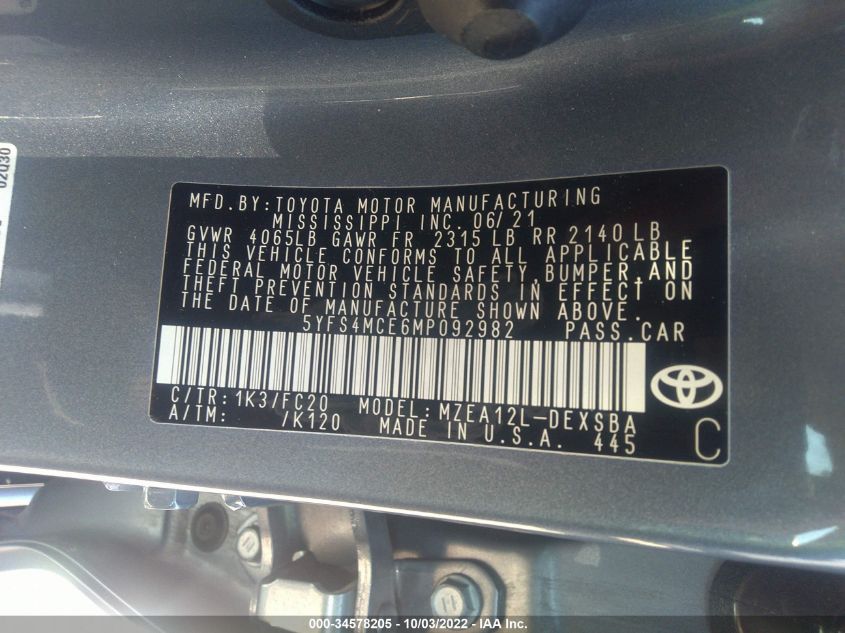 02Q30
MFD.BY:TOYOTA MOTOR MANUFACTURING
MISSISSIPPI INC. 06/21
GVWR 4065LB GAWR FR 2315 LB RR 2140 LB
THIS VEHICLE CONFORMS TO ALL APPLICABLE
FEDERAL MOTOR VEHICLE SAFETY, BUMPER, AND
THEFT PREVENTION STANDARDS IN EFFECT ON
THE DATE OF MANUFACTURE SHOWN ABOVE.
5YFS4MCE6MP092982 PASS.CAR
C/TR: 1K3/FC20 MODEL: MZEA12L-DEXSBA
A/TM: /K120 MADE IN U.S.A. 445 C
000-34578205 - 10/03/2022 - IAA Inc.